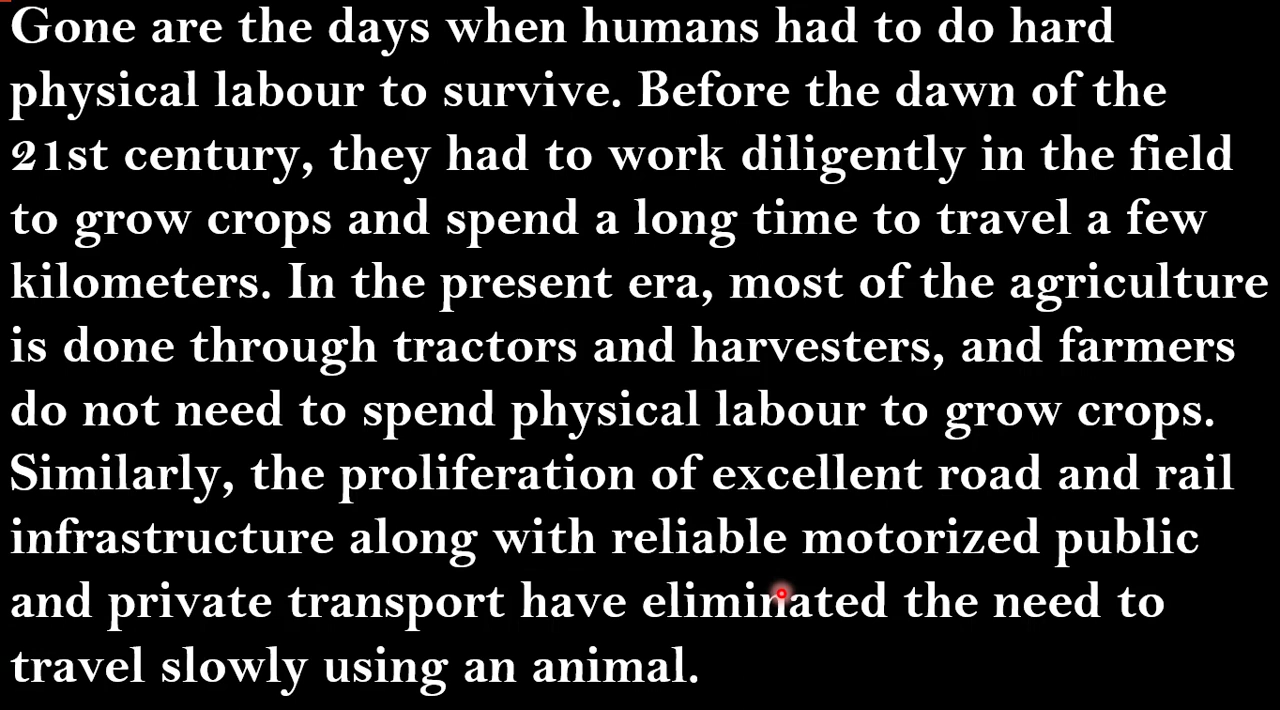 Gone are the days when humans had to do hard
physical labour to survive. Before the dawn of the
21st century, they had to work diligently in the field
to grow crops and spend a long time to travel a few
kilometers. In the present era, most of the agriculture
is done through tractors and harvesters, and farmers
do not need to spend physical labour to grow crops.
Similarly, the proliferation of excellent road and rail
infrastructure along with reliable motorized public
and private transport have eliminated the need to
travel slowly using an animal.